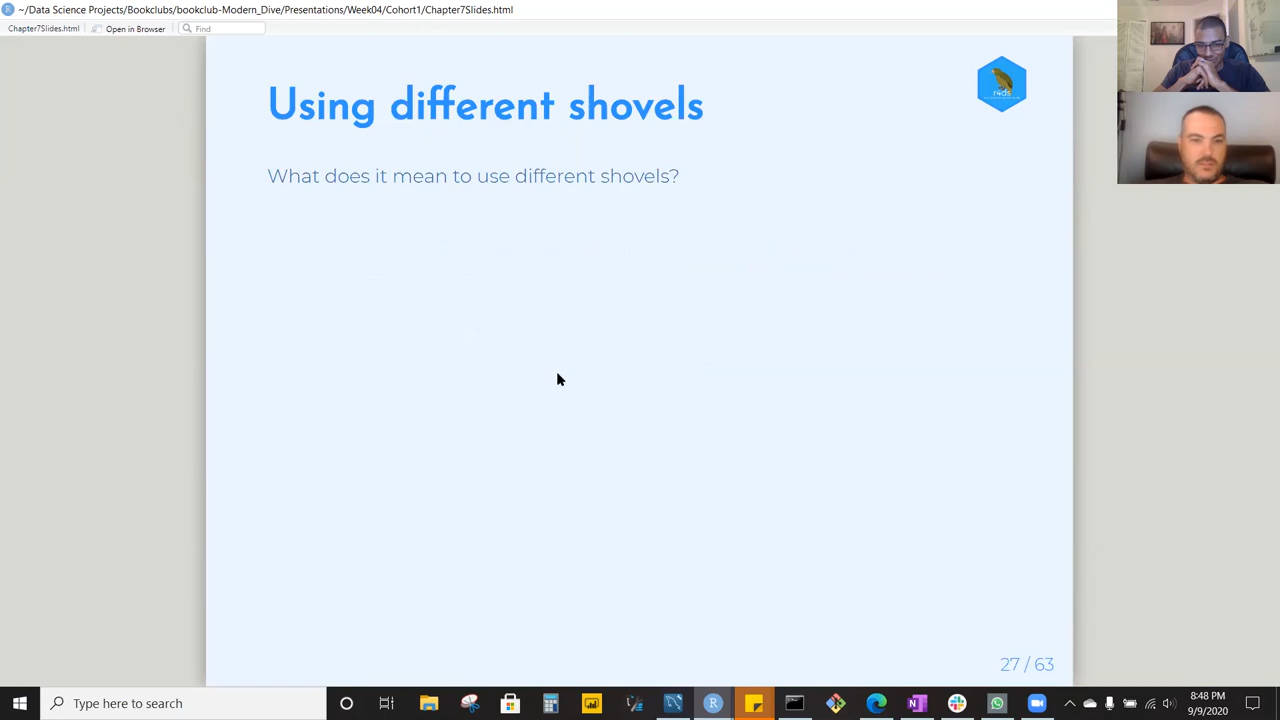 ~/Data Science Projects/Bookclubs/bookclub-Modern_Dive/Presentations/Week04/Cohort1/Chapter7Slides.html
Chapter7Slides.html
Open in Browser
Find
Using different shovels
r4ds
What does it mean to use different shovels?
27 / 63
Type here to search
8:48 PM
9/9/2020